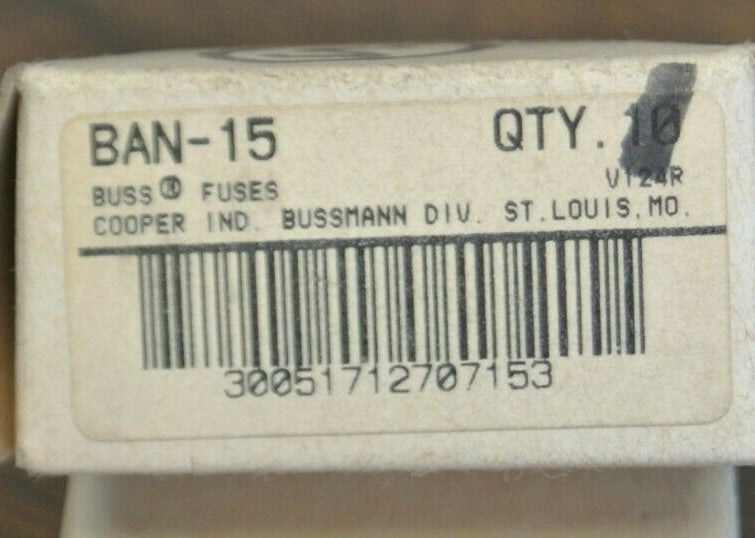 BAN-15 QTY. 10
BUSS® FUSES V124R
COOPER IND. BUSSMANN DIV. ST.LOUIS,MO.
30051712707153